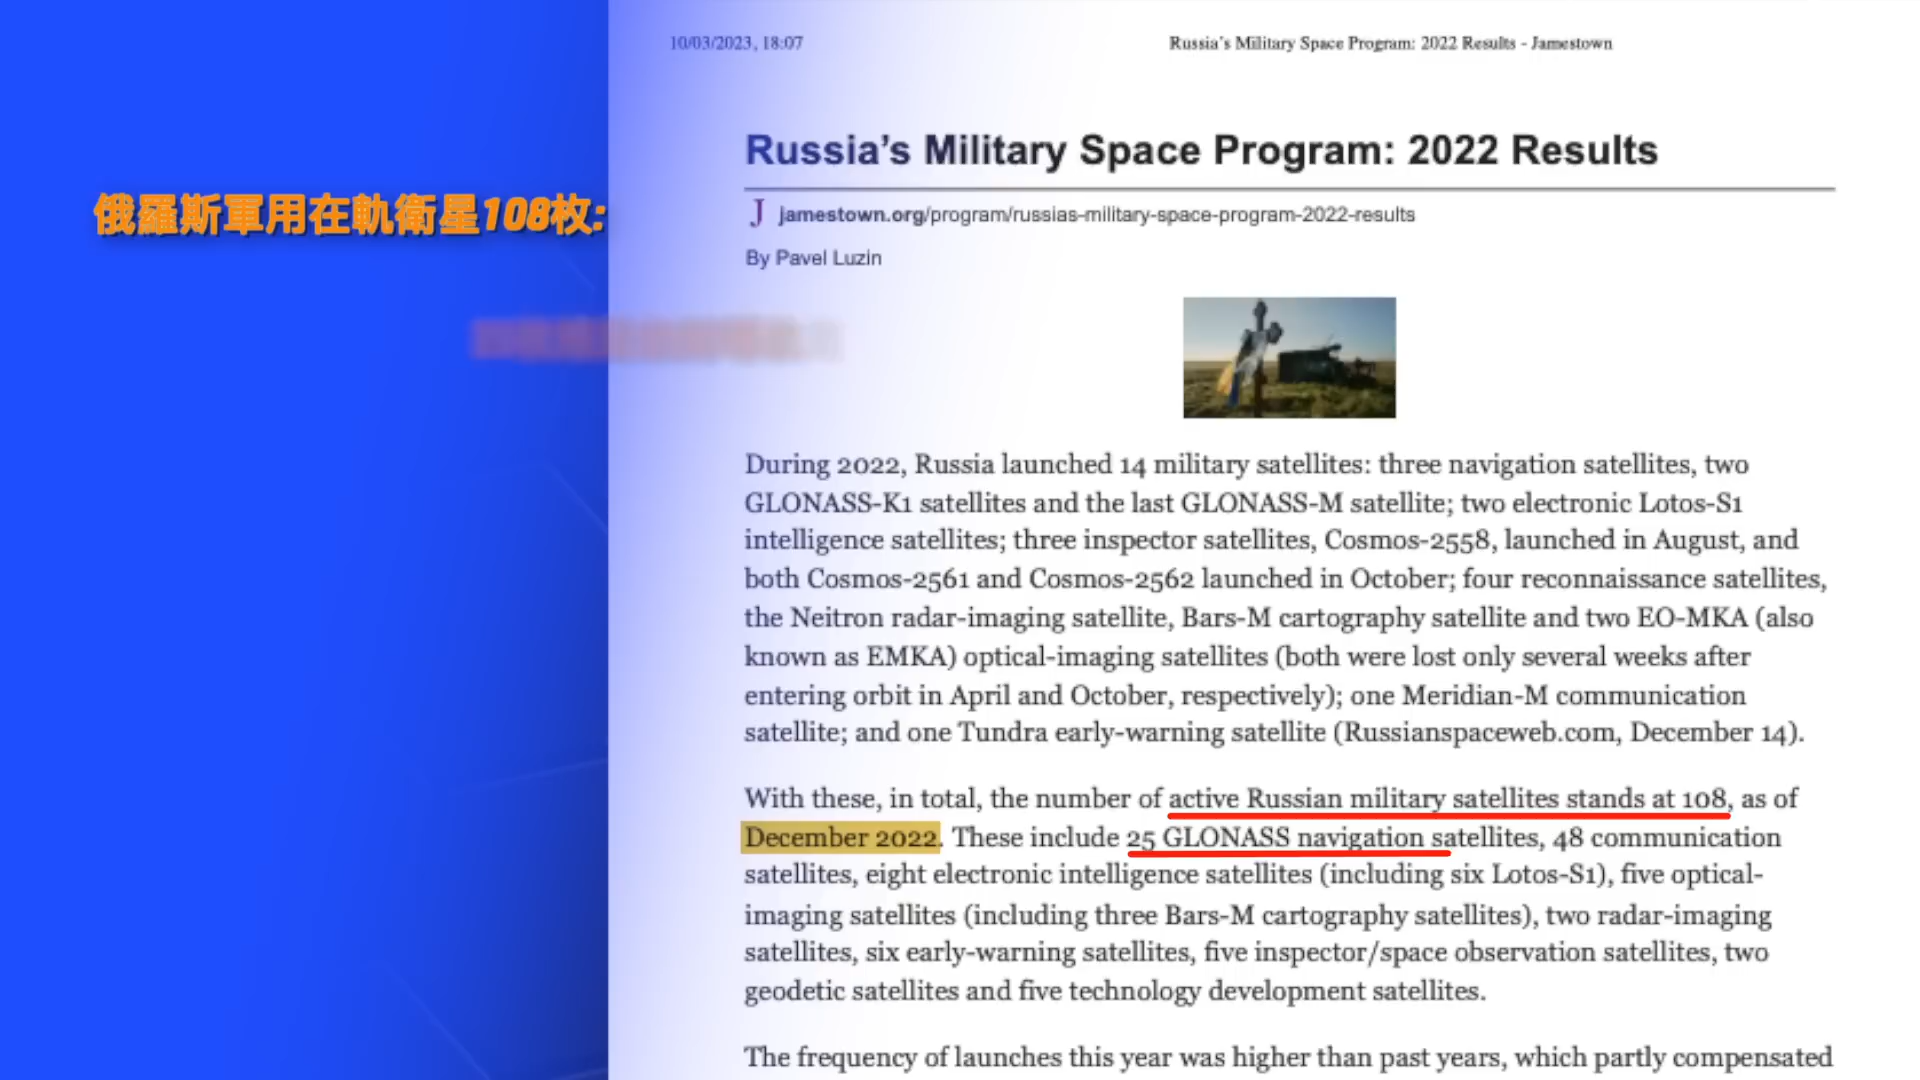 10/03/2023, 18:07
Russia's Military Space Program: 2022 Results - Jamestown
Russia's Military Space Program: 2022 Results
俄羅斯軍用在軌衛星108枚:
J jamestown.org/program/russias-military-space-program-2022-results
By Pavel Luzin
During 2022, Russia launched 14 military satellites: three navigation satellites, two
GLONASS-K1 satellites and the last GLONASS-M satellite; two electronic Lotos-S1
intelligence satellites; three inspector satellites, Cosmos-2558, launched in August, and
both Cosmos-2561 and Cosmos-2562 launched in October; four reconnaissance satellites,
the Neitron radar-imaging satellite, Bars-M cartography satellite and two EO-MKA (also
known as EMKA) optical-imaging satellites (both were lost only several weeks after
entering orbit in April and October, respectively); one Meridian-M communication
satellite; and one Tundra early-warning satellite (Russianspaceweb.com, December 14).
With these, in total, the number of active Russian military satellites stands at 108, as of
December 2022. These include 25 GLONASS navigation satellites, 48 communication
satellites, eight electronic intelligence satellites (including six Lotos-S1), five optical-
imaging satellites (including three Bars-M cartography satellites), two radar-imaging
satellites, six early-warning satellites, five inspector/space observation satellites, two
geodetic satellites and five technology development satellites.
The frequency of launches this year was higher than past years, which partly compensated